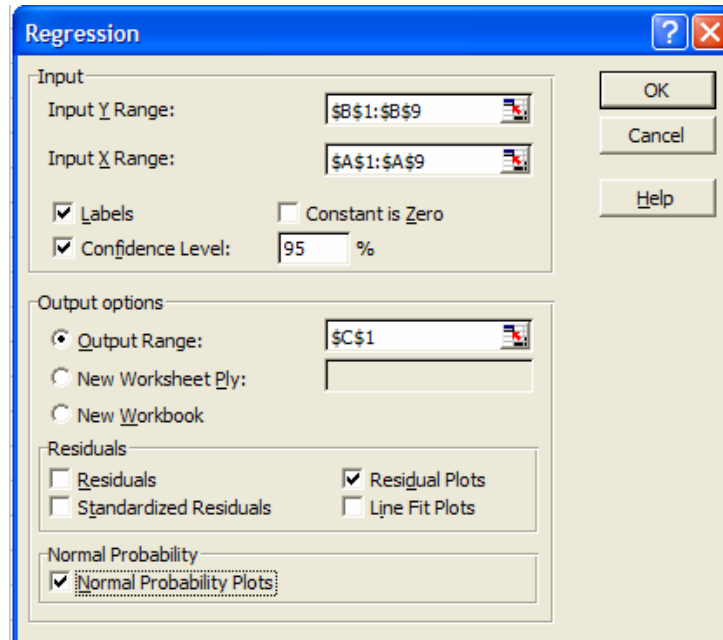 Regression
Input
Input Y Range: $B$1:$B$9
Input X Range: $A$1:$A$9
Labels Constant is Zero
Confidence Level: 95 %
OK
Cancel
Help
Output options
Output Range: $C$1
New Worksheet Ply:
New Workbook
Residuals
Residuals Residual Plots
Standardized Residuals Line Fit Plots
Normal Probability
Normal Probability Plots